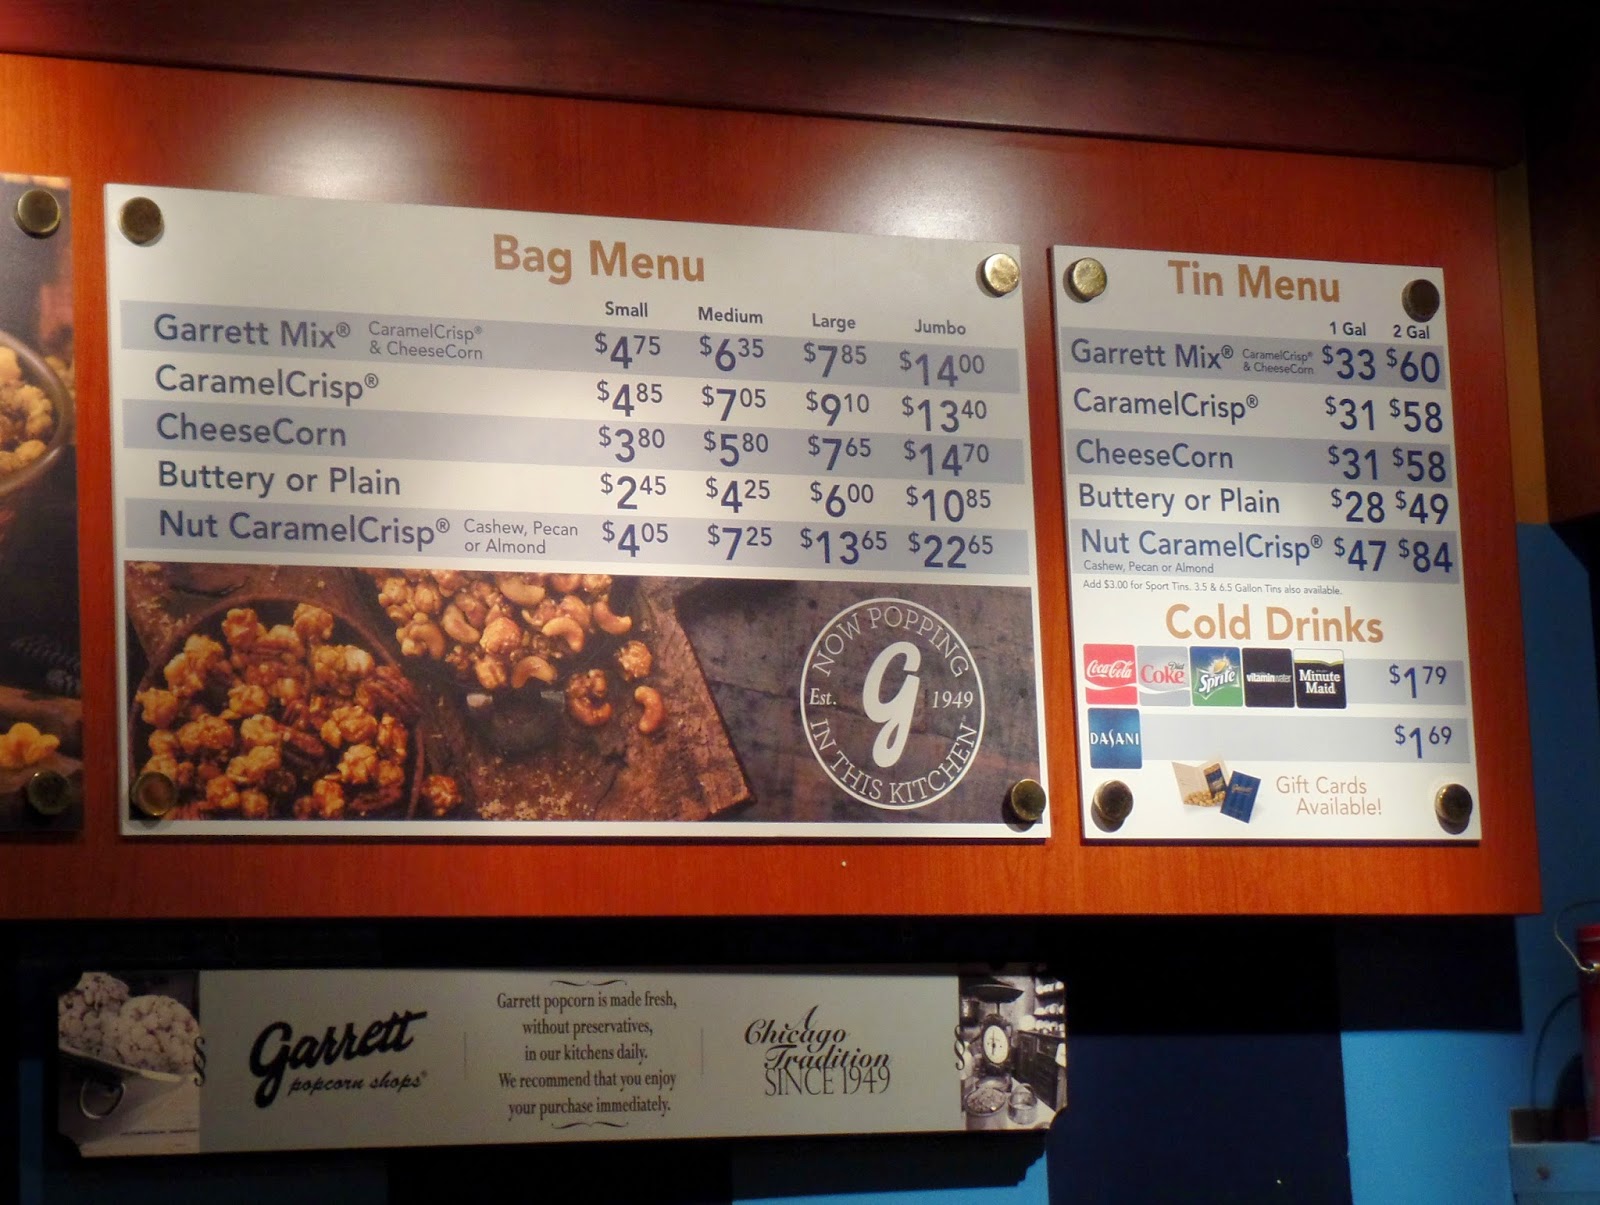 Bag Menu
Small Medium Large Jumbo
Garrett Mix® CaramelCrisp® & CheeseCorn $4.75 $6.35 $7.85 $14.00
CaramelCrisp® $4.85 $7.05 $9.10 $13.40
CheeseCorn $3.80 $5.80 $7.65 $14.70
Buttery or Plain $2.45 $4.25 $6.00 $10.85
Nut CaramelCrisp® Cashew, Pecan or Almond $4.05 $7.25 $13.65 $22.65
NOW POPPING
Est. G 1949
IN THIS KITCHEN
Tin Menu
1 Gal 2 Gal
Garrett Mix® CaramelCrisp® & CheeseCorn $33 $60
CaramelCrisp® $31 $58
CheeseCorn $31 $58
Buttery or Plain $28 $49
Nut CaramelCrisp® $47 $84
Cashew, Pecan or Almond
Add $3.00 for Sport Tins. 3.5 & 6.5 Gallon Tins also available.
Cold Drinks
Coca-Cola Diet Coke Sprite vitaminwater Minute Maid $1.79
DASANI $1.69
Gift Cards
Available!
Garrett
popcorn shops®
Garrett popcorn is made fresh,
without preservatives,
in our kitchens daily.
We recommend that you enjoy
your purchase immediately.
A
Chicago
Tradition
SINCE 1949